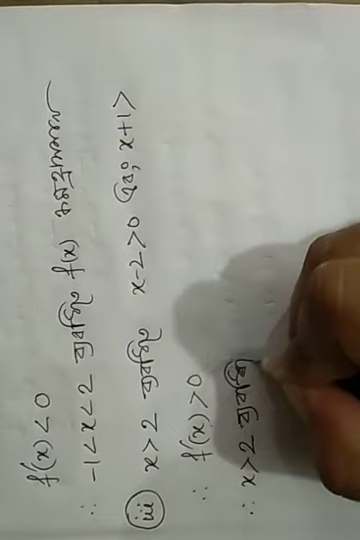 f′(x) < 0
∴ -1 < x < 2 ব্যবধিতে f(x) ক্রমহ্রাসমান
(iii) x > 2 ব্যবধিতে x-2 > 0 এবং x+1 >
∴ f′(x) > 0
∴ x > 2 ব্যবধিতে